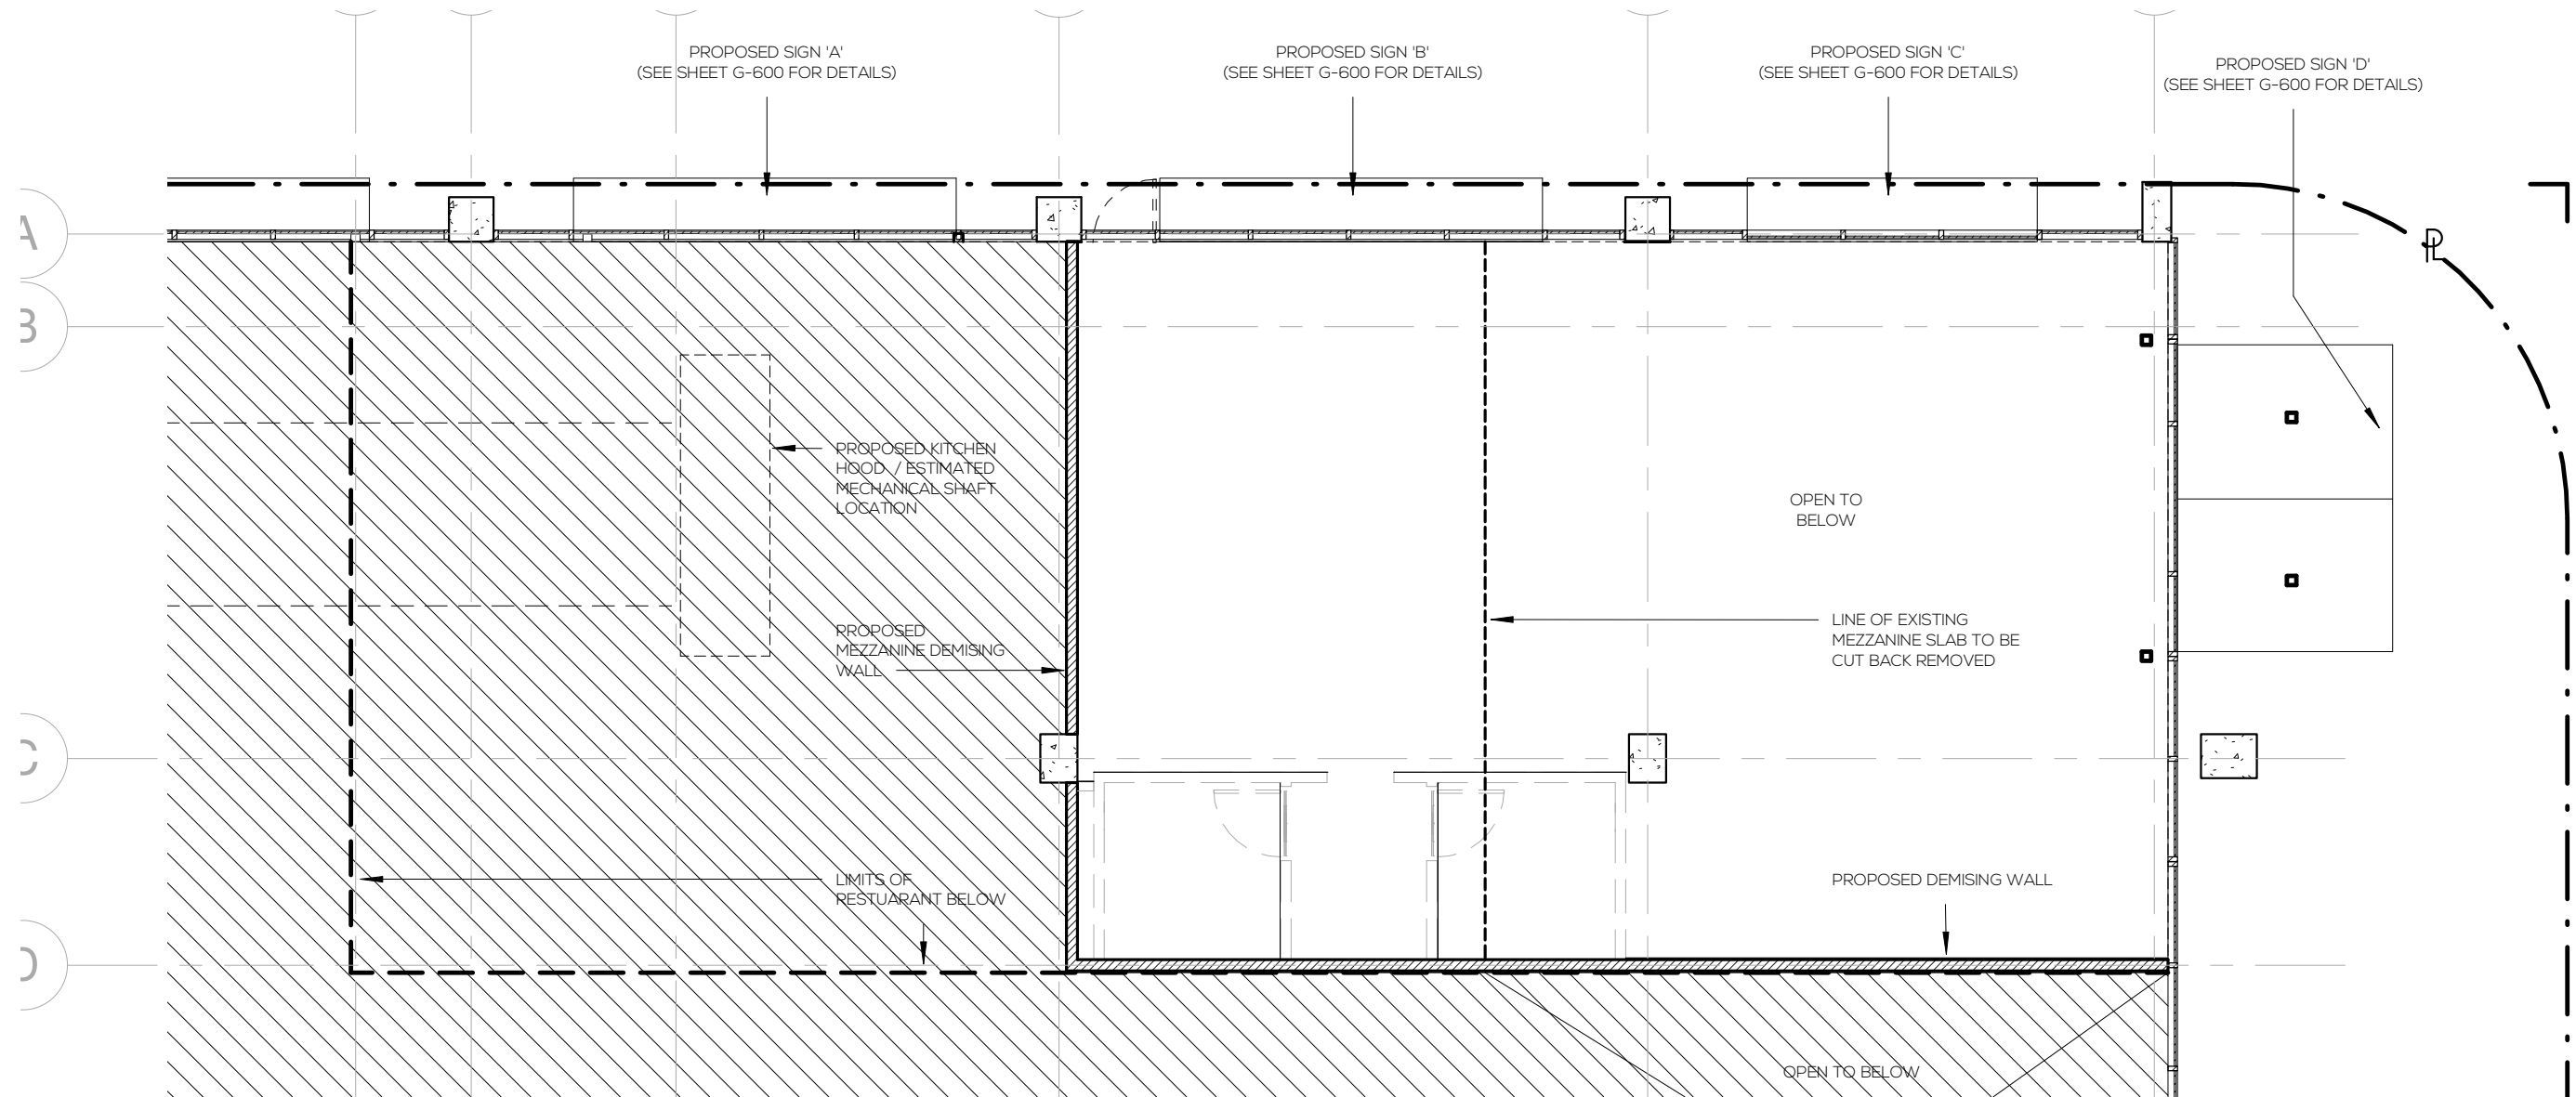 PROPOSED SIGN 'A'
(SEE SHEET G-600 FOR DETAILS)
PROPOSED SIGN 'B'
(SEE SHEET G-600 FOR DETAILS)
PROPOSED SIGN 'C'
(SEE SHEET G-600 FOR DETAILS)
PROPOSED SIGN 'D'
(SEE SHEET G-600 FOR DETAILS)
A
PL
B
PROPOSED KITCHEN
HOOD / ESTIMATED
MECHANICAL SHAFT
LOCATION
OPEN TO
BELOW
PROPOSED
MEZZANINE DEMISING
WALL
LINE OF EXISTING
MEZZANINE SLAB TO BE
CUT BACK REMOVED
C
LIMITS OF
RESTUARANT BELOW
PROPOSED DEMISING WALL
D
OPEN TO BELOW